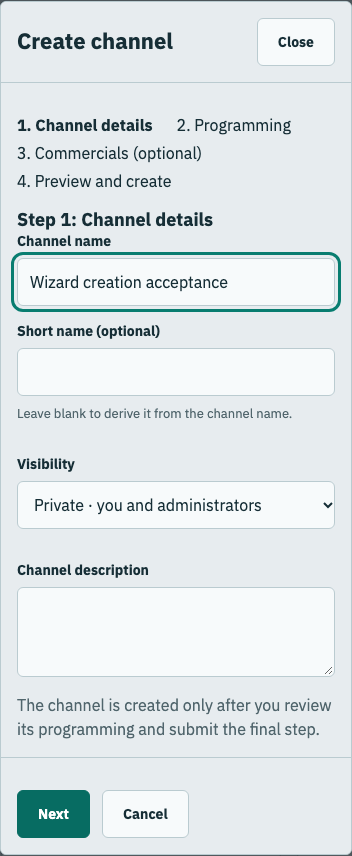 Create channel
Close
1. Channel details 2. Programming
3. Commercials (optional)
4. Preview and create
Step 1: Channel details
Channel name
Wizard creation acceptance
Short name (optional)
Leave blank to derive it from the channel name.
Visibility
Private · you and administrators
Channel description
The channel is created only after you review
its programming and submit the final step.
Next Cancel